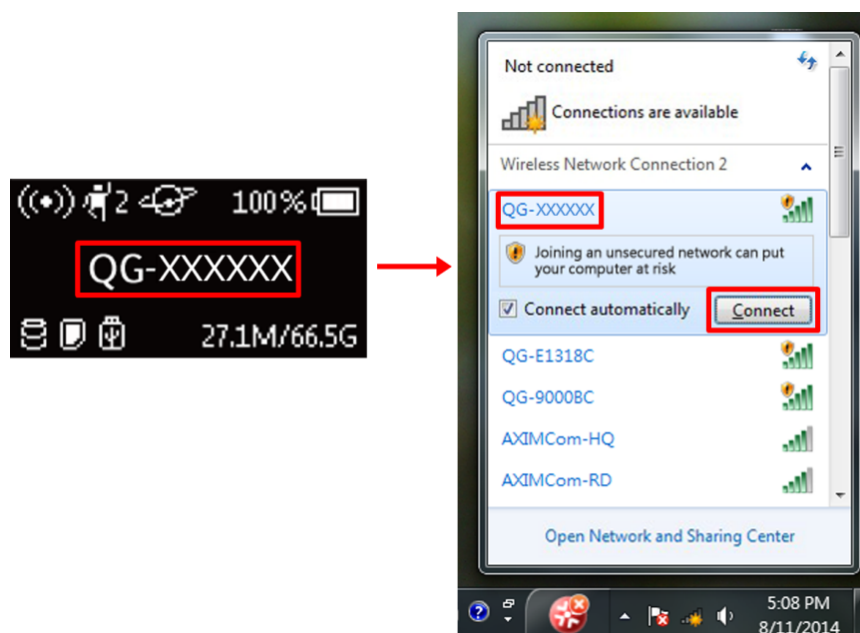 2 100%
QG-XXXXXX
27.1M/66.5G
Not connected
Connections are available
Wireless Network Connection 2
QG-XXXXXX
Joining an unsecured network can put
your computer at risk
Connect automatically
Connect
QG-E1318C
QG-9000BC
AXIMCom-HQ
AXIMCom-RD
Open Network and Sharing Center
5:08 PM
8/11/2014